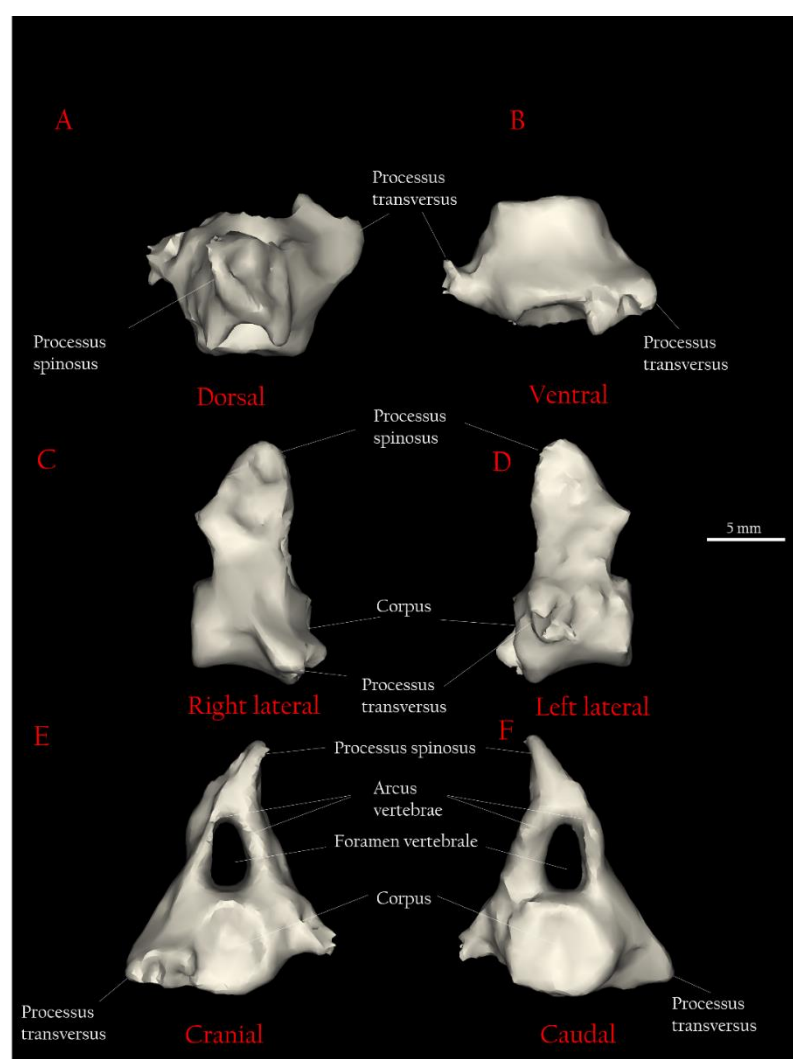 A
B
Processus
transversus
Processus
spinosus
Processus
transversus
Dorsal
Ventral
Processus
spinosus
C
D
5 mm
Corpus
Processus
transversus
Right lateral
Left lateral
E
F
Processus spinosus
Arcus
vertebrae
Foramen vertebrale
Corpus
Processus
transversus
Processus
transversus
Cranial
Caudal